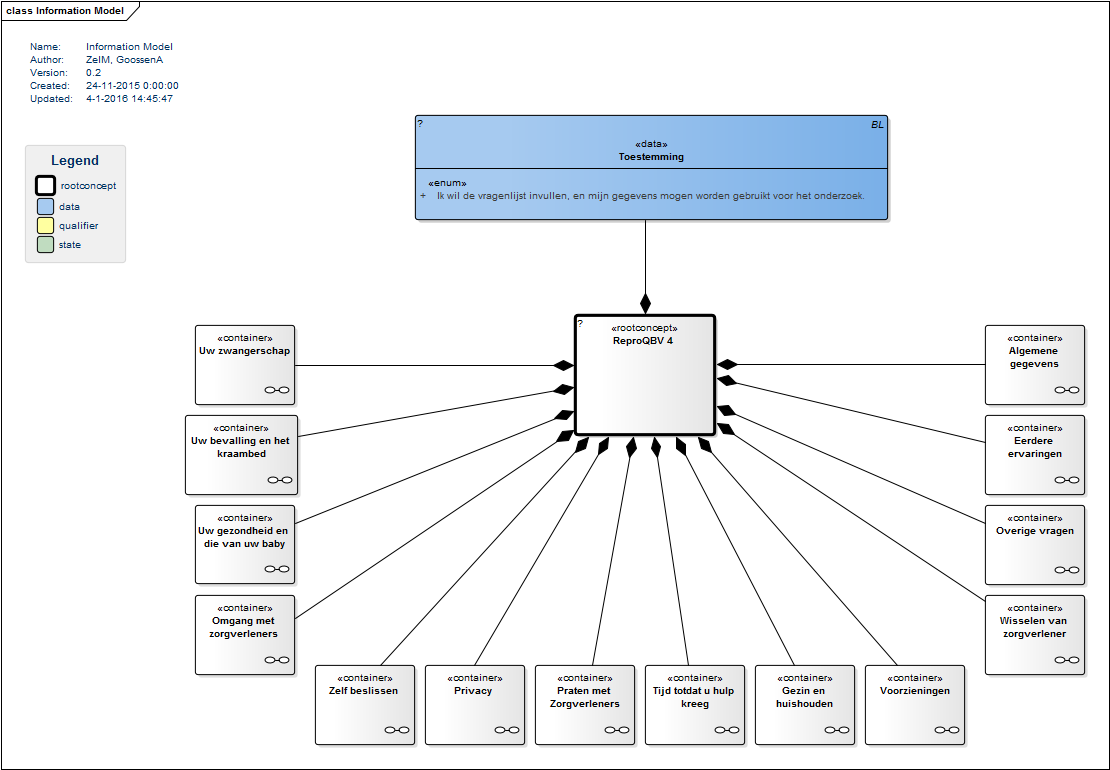 class Information Model
Name: Information Model
Author: ZelM, GoossenA
Version: 0.2
Created: 24-11-2015 0:00:00
Updated: 4-1-2016 14:45:47
Legend
rootconcept
data
qualifier
state
? BL
«data»
Toestemming
«enum»
+ Ik wil de vragenlijst invullen, en mijn gegevens mogen worden gebruikt voor het onderzoek.
? «rootconcept»
ReproQBV 4
«container»
Uw zwangerschap
«container»
Uw bevalling en het
kraambed
«container»
Uw gezondheid en
die van uw baby
«container»
Omgang met
zorgverleners
«container»
Zelf beslissen
«container»
Privacy
«container»
Praten met
Zorgverleners
«container»
Tijd totdat u hulp
kreeg
«container»
Gezin en
huishouden
«container»
Voorzieningen
«container»
Algemene
gegevens
«container»
Eerdere
ervaringen
«container»
Overige vragen
«container»
Wisselen van
zorgverlener